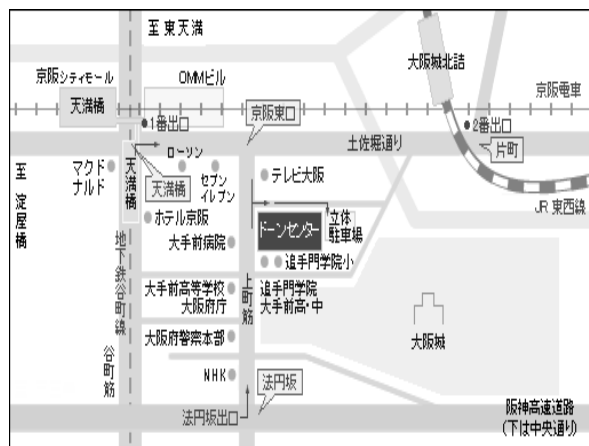 至東天満
京阪シティモール
OMMビル
大阪城北詰
天満橋
京阪電車
1番出口
京阪東口
2番出口
土佐堀通り
片町
至淀屋橋
マクド
ナルド
天満橋
ローソン
セブン
イレブン
テレビ大阪
天満橋
JR東西線
ホテル京阪
ドーンセンター
立体
駐車場
大手前病院
追手門学院小
地下鉄谷町線
大手前高等学校
大阪府庁
上町筋
追手門学院
大手前高・中
大阪府警察本部
大阪城
谷町筋
NHK
法円坂
法円坂出口
阪神高速道路
(下は中央通り)